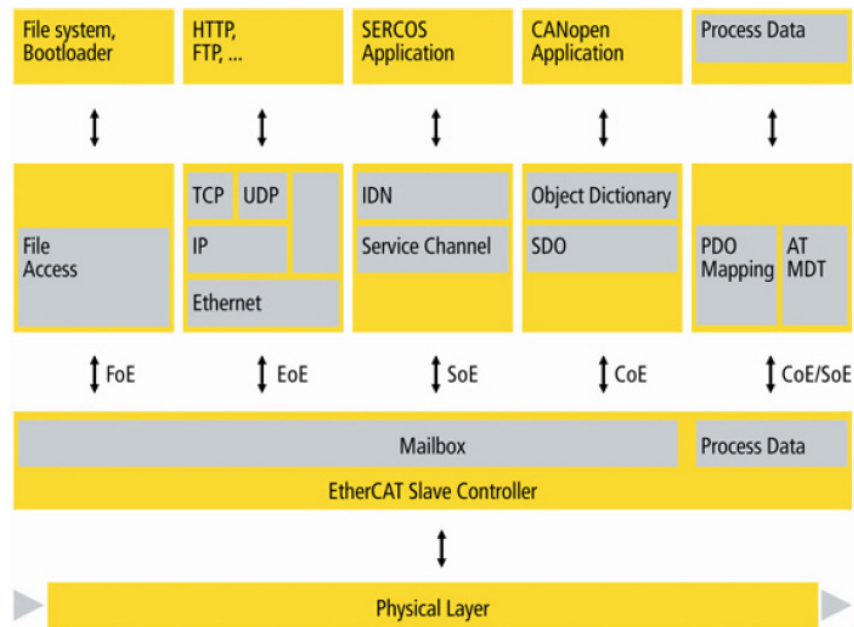 File system,
Bootloader
HTTP,
FTP, ...
SERCOS
Application
CANopen
Application
Process Data
File
Access
TCP
UDP
IP
Ethernet
IDN
Service Channel
Object Dictionary
SDO
PDO
Mapping
AT
MDT
FoE
EoE
SoE
CoE
CoE/SoE
Mailbox
Process Data
EtherCAT Slave Controller
Physical Layer